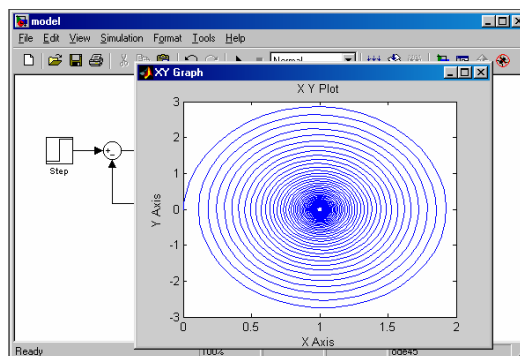 model
File Edit View Simulation Format Tools Help
Normal
XY Graph
X Y Plot
3
2
1
0
-1
-2
-3
Y Axis
0 0.5 1 1.5 2
X Axis
Step
Ready 100% ode45